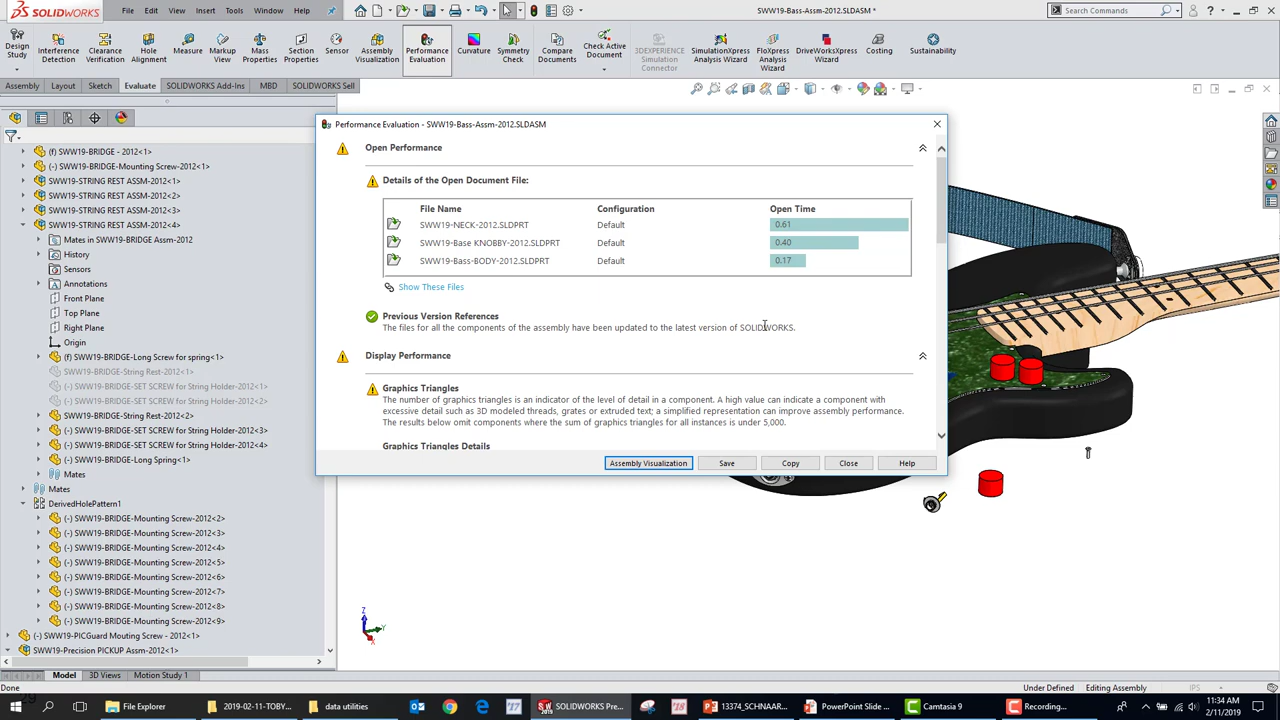 SOLIDWORKS File Edit View Insert Tools Window SWW19-Bass-Assm-2012.SLDASM * Search Commands ?
Design Study Interference Detection Clearance Verification Hole Alignment Measure Markup View Mass Properties Section Properties Sensor Assembly Visualization Performance Evaluation Curvature Symmetry Check Compare Documents Check Active Document 3DEXPERIENCE Simulation Connector SimulationXpress Analysis Wizard FloXpress Analysis Wizard DriveWorksXpress Wizard Costing Sustainability
Assembly Layout Sketch Evaluate SOLIDWORKS Add-Ins MBD SOLIDWORKS Sell
(f) SWW19-BRIDGE - 2012<1>
(-) SWW19-BRIDGE-Mounting Screw-2012<1>
SWW19-STRING REST ASSM-2012<1>
SWW19-STRING REST ASSM-2012<2>
SWW19-STRING REST ASSM-2012<3>
SWW19-STRING REST ASSM-2012<4>
Mates in SWW19-BRIDGE Assm-2012
History
Sensors
Annotations
Front Plane
Top Plane
Right Plane
Origin
(f) SWW19-BRIDGE-Long Screw for spring<1>
SWW19-BRIDGE-String Rest-2012<1>
SWW19-BRIDGE-SET SCREW for String Holder-2012<1>
SWW19-BRIDGE-SET SCREW for String Holder-2012<2>
SWW19-BRIDGE-String Rest-2012<2>
SWW19-BRIDGE-SET SCREW for String Holder-2012<3>
SWW19-BRIDGE-SET SCREW for String Holder-2012<4>
SWW19-BRIDGE-Long Spring<1>
Mates
Mates
DerivedHolePattern1
(-) SWW19-BRIDGE-Mounting Screw-2012<2>
(-) SWW19-BRIDGE-Mounting Screw-2012<3>
(-) SWW19-BRIDGE-Mounting Screw-2012<4>
(-) SWW19-BRIDGE-Mounting Screw-2012<5>
(-) SWW19-BRIDGE-Mounting Screw-2012<6>
(-) SWW19-BRIDGE-Mounting Screw-2012<7>
(-) SWW19-BRIDGE-Mounting Screw-2012<8>
(-) SWW19-BRIDGE-Mounting Screw-2012<9>
(-) SWW19-PICGuard Mouting Screw - 2012<1>
SWW19-Precision PICKUP Assm-2012<1>
Performance Evaluation - SWW19-Bass-Assm-2012.SLDASM
Open Performance
Details of the Open Document File:
File Name Configuration Open Time
SWW19-NECK-2012.SLDPRT Default 0.61
SWW19-Base KNOBBY-2012.SLDPRT Default 0.40
SWW19-Bass-BODY-2012.SLDPRT Default 0.17
Show These Files
Previous Version References
The files for all the components of the assembly have been updated to the latest version of SOLIDWORKS.
Display Performance
Graphics Triangles
The number of graphics triangles is an indicator of the level of detail in a component. A high value can indicate a component with
excessive detail such as 3D modeled threads, grates or extruded text; a simplified representation can improve assembly performance.
The results below omit components where the sum of graphics triangles for all instances is under 5,000.
Graphics Triangles Details
Assembly Visualization Save Copy Close Help
Z
Y
X
Model 3D Views Motion Study 1
Done Under Defined Editing Assembly IPS
File Explorer 2019-02-11-TOBY... data utilities '17 SOLIDWORKS Pre... '18 13374_SCHNAAR... PowerPoint Slide ... Camtasia 9 Recording... 11:34 AM
2/11/2019